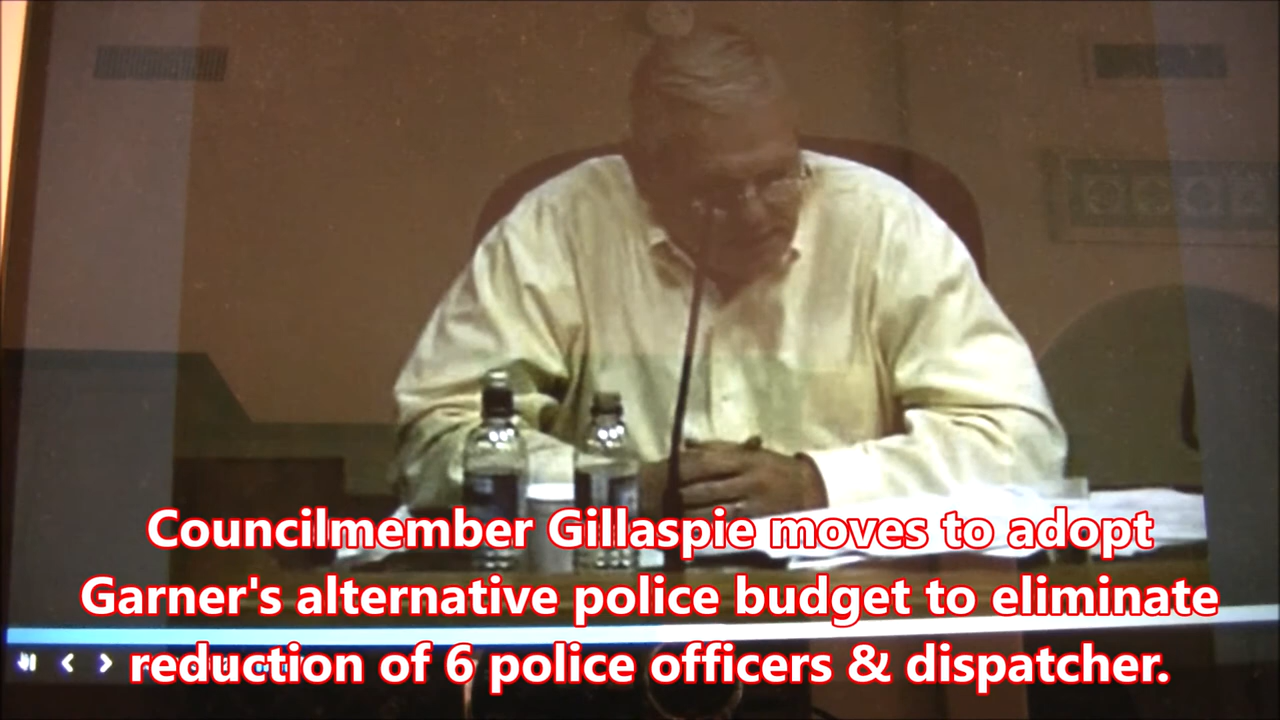 Councilmember Gillaspie moves to adopt
Garner's alternative police budget to eliminate
reduction of 6 police officers & dispatcher.